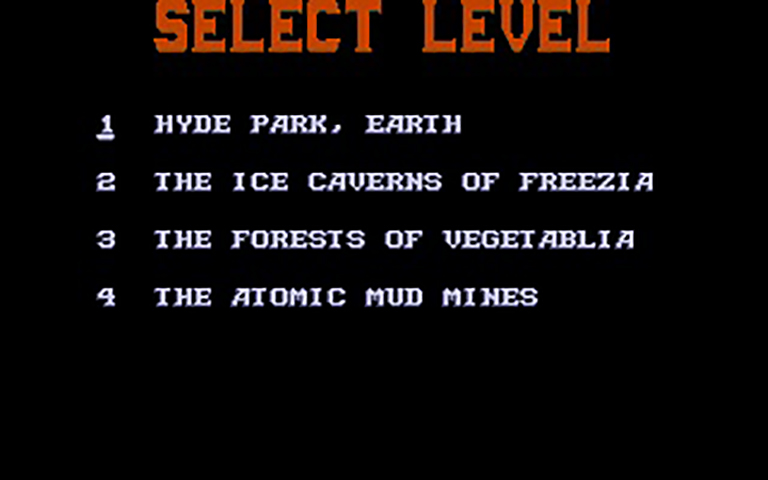 SELECT LEVEL
1 HYDE PARK, EARTH
2 THE ICE CAVERNS OF FREEZIA
3 THE FORESTS OF VEGETABLIA
4 THE ATOMIC MUD MINES